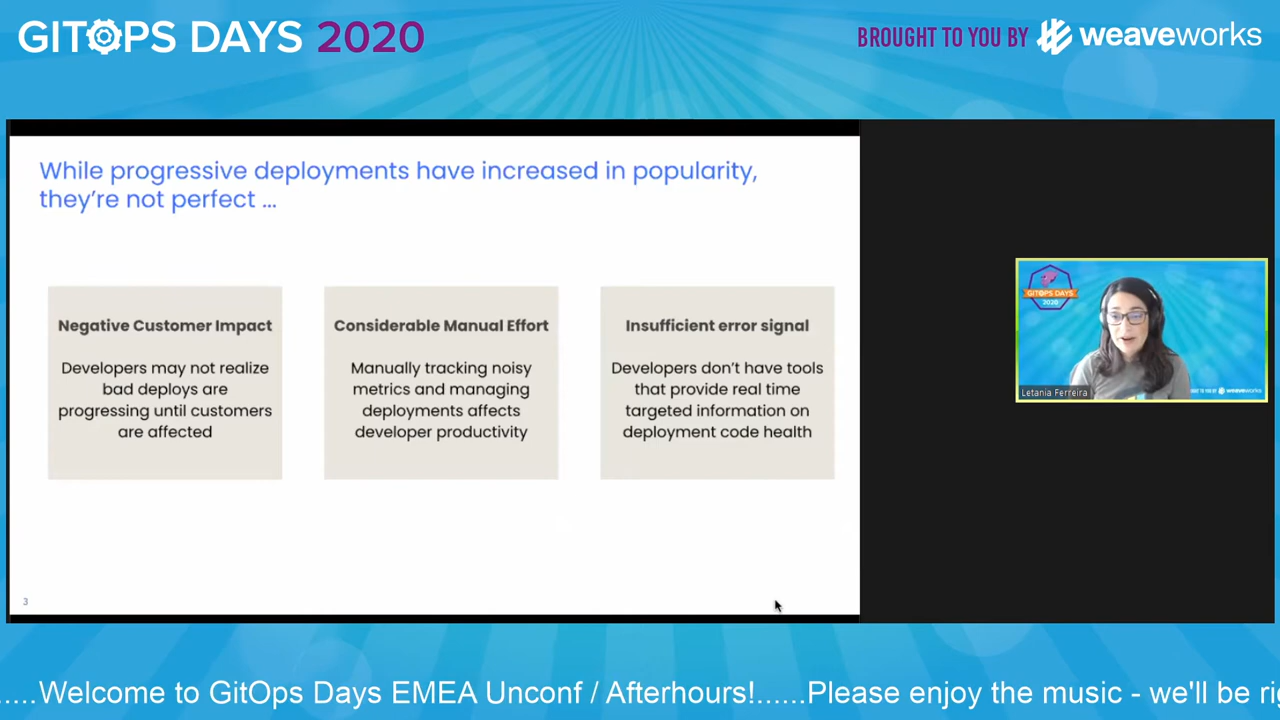 GITOPS DAYS 2020
BROUGHT TO YOU BY weaveworks
While progressive deployments have increased in popularity,
they're not perfect ...
Negative Customer Impact
Developers may not realize
bad deploys are
progressing until customers
are affected
Considerable Manual Effort
Manually tracking noisy
metrics and managing
deployments affects
developer productivity
Insufficient error signal
Developers don't have tools
that provide real time
targeted information on
deployment code health
3
GITOPS DAYS
2020
Letania Ferreira
weaveworks
.....Welcome to GitOps Days EMEA Unconf / Afterhours!......Please enjoy the music - we'll be